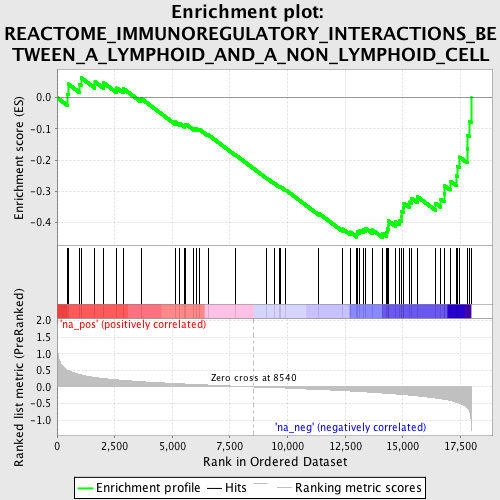 Enrichment plot:
REACTOME_IMMUNOREGULATORY_INTERACTIONS_BE
TWEEN_A_LYMPHOID_AND_A_NON_LYMPHOID_CELL
Enrichment score (ES)
0.0
-0.1
-0.2
-0.3
-0.4
'na_pos' (positively correlated)
Ranked list metric (PreRanked)
2.0
1.5
1.0
0.5
0.0
-0.5
-1.0
Zero cross at 8540
'na_neg' (negatively correlated)
0
2,500
5,000
7,500
10,000
12,500
15,000
17,500
Rank in Ordered Dataset
Enrichment profile
Hits
Ranking metric scores